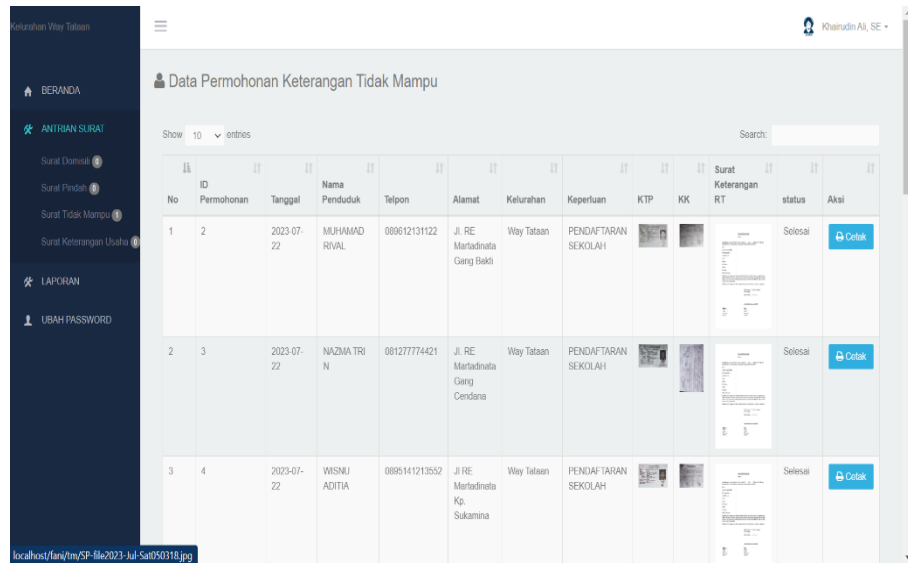 Kelurahan Way Tataan
Khairudin Ali, SE
BERANDA
ANTRIAN SURAT
Surat Domisili 0
Surat Pindah 0
Surat Tidak Mampu 1
Surat Keterangan Usaha 0
LAPORAN
UBAH PASSWORD
Data Permohonan Keterangan Tidak Mampu
Show 10 entries
Search:
No ID Permohonan Tanggal Nama Penduduk Telpon Alamat Kelurahan Keperluan KTP KK Surat Keterangan RT status Aksi
1 2 2023-07-22 MUHAMAD RIVAL 089612131122 Jl. RE Martadinata Gang Bakti Way Tataan PENDAFTARAN SEKOLAH Selesai Cetak
2 3 2023-07-22 NAZMA TRI N 081277774421 Jl. RE Martadinata Gang Cendana Way Tataan PENDAFTARAN SEKOLAH Selesai Cetak
3 4 2023-07-22 WISNU ADITIA 0895141213552 Jl RE Martadinata Kp. Sukamina Way Tataan PENDAFTARAN SEKOLAH Selesai Cetak
localhost/fani/tm/SP-file2023-Jul-Sat050318.jpg